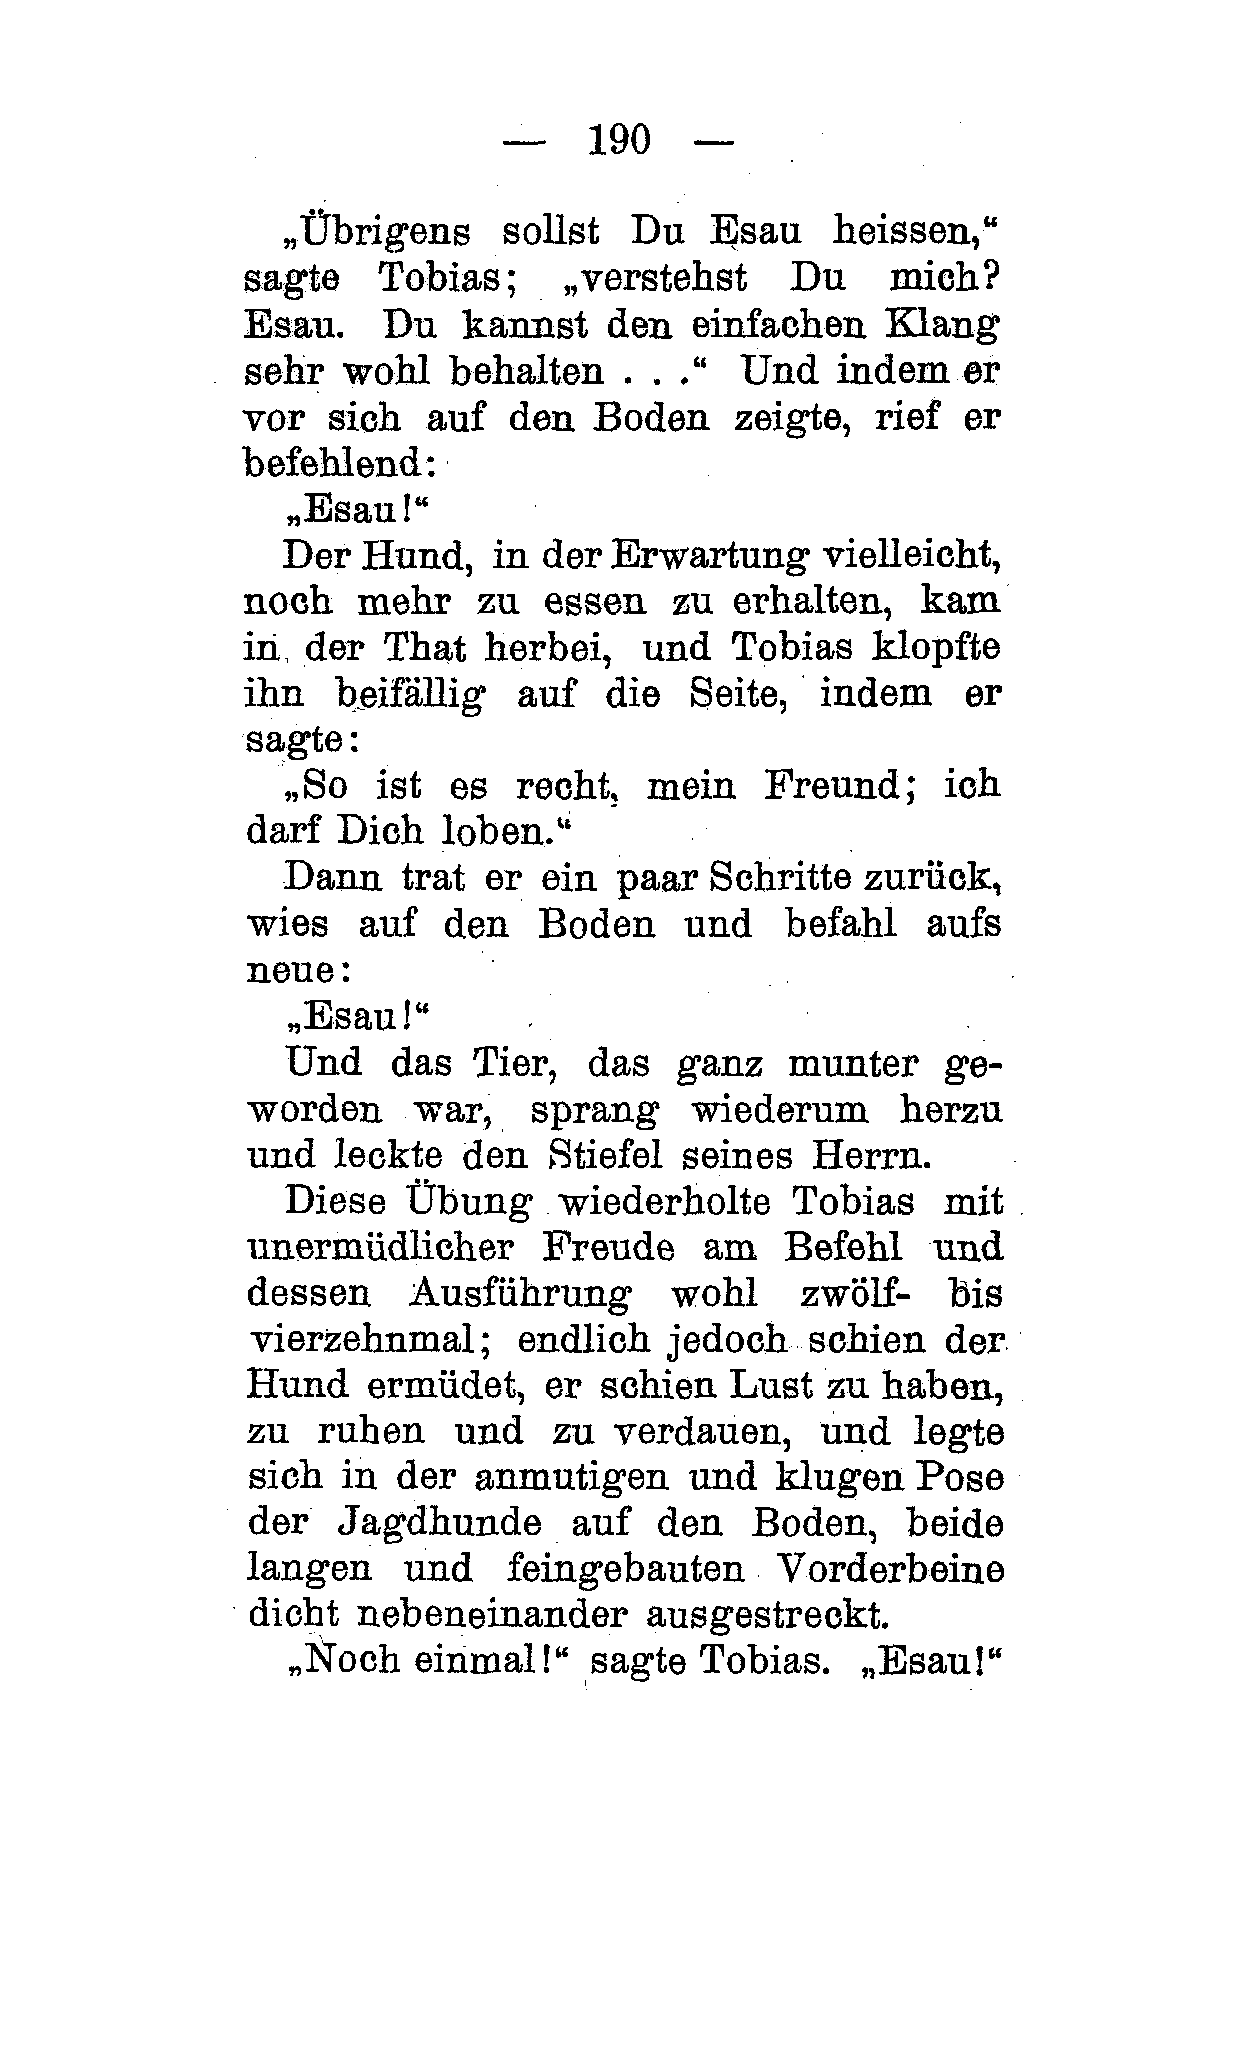 — 190 —
„Übrigens sollst Du Esau heissen,“
sagte Tobias; „verstehst Du mich?
Esau. Du kannst den einfachen Klang
sehr wohl behalten . . .“ Und indem er
vor sich auf den Boden zeigte, rief er
befehlend:
„Esau!“
Der Hund, in der Erwartung vielleicht,
noch mehr zu essen zu erhalten, kam
in der That herbei, und Tobias klopfte
ihn beifällig auf die Seite, indem er
sagte:
„So ist es recht, mein Freund; ich
darf Dich loben.“
Dann trat er ein paar Schritte zurück,
wies auf den Boden und befahl aufs
neue:
„Esau!“
Und das Tier, das ganz munter ge-
worden war, sprang wiederum herzu
und leckte den Stiefel seines Herrn.
Diese Übung wiederholte Tobias mit
unermüdlicher Freude am Befehl und
dessen Ausführung wohl zwölf- bis
vierzehnmal; endlich jedoch schien der
Hund ermüdet, er schien Lust zu haben,
zu ruhen und zu verdauen, und legte
sich in der anmutigen und klugen Pose
der Jagdhunde auf den Boden, beide
langen und feingebauten Vorderbeine
dicht nebeneinander ausgestreckt.
„Noch einmal!“ sagte Tobias. „Esau!“